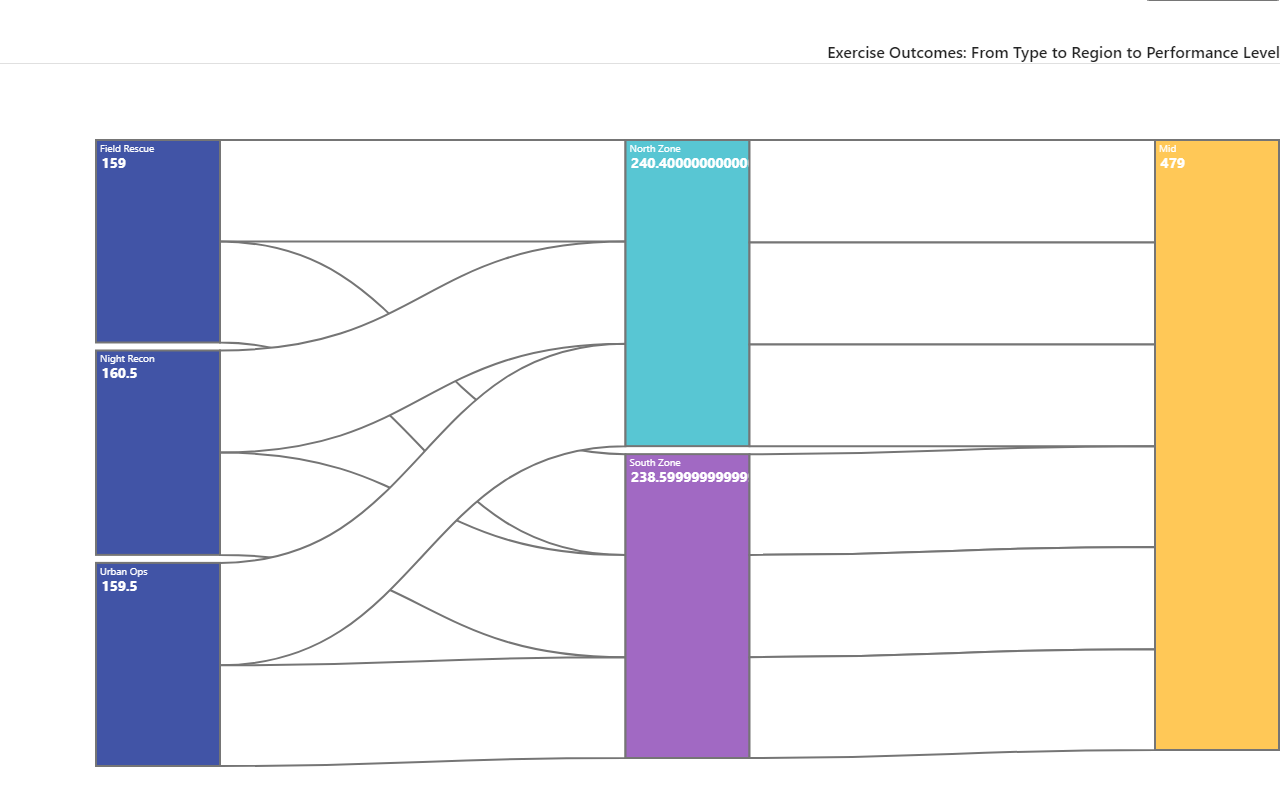 Exercise Outcomes: From Type to Region to Performance Level
Field Rescue
159
North Zone
240.40000000000
Mid
479
Night Recon
160.5
South Zone
238.59999999999
Urban Ops
159.5